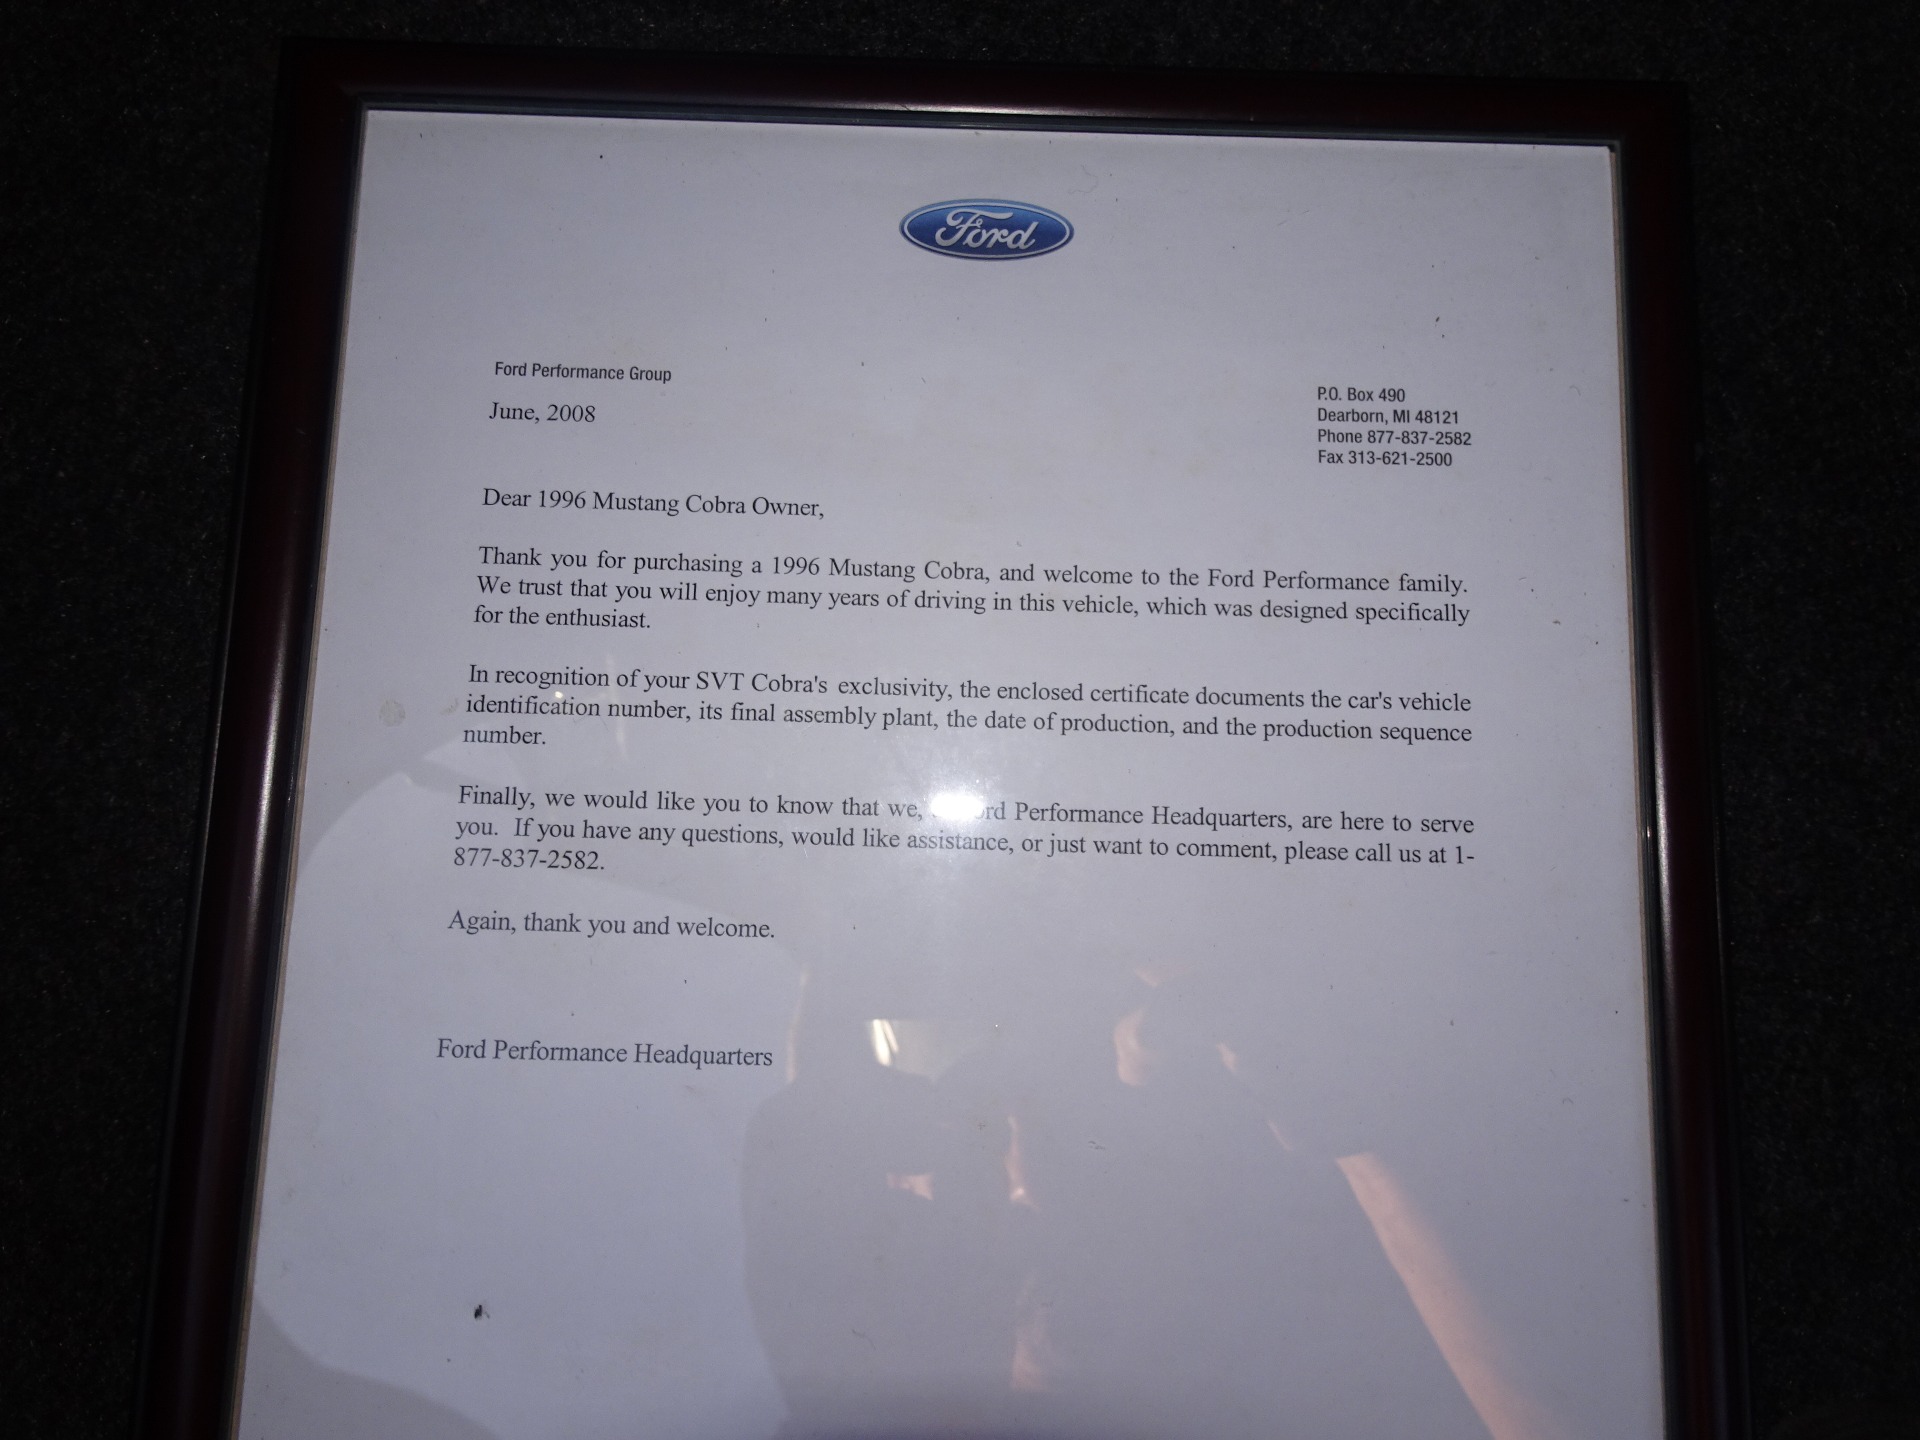 Ford
Ford Performance Group
June, 2008
P.O. Box 490
Dearborn, MI 48121
Phone 877-837-2582
Fax 313-621-2500
Dear 1996 Mustang Cobra Owner,
Thank you for purchasing a 1996 Mustang Cobra, and welcome to the Ford Performance family.
We trust that you will enjoy many years of driving in this vehicle, which was designed specifically
for the enthusiast.
In recognition of your SVT Cobra's exclusivity, the enclosed certificate documents the car's vehicle
identification number, its final assembly plant, the date of production, and the production sequence
number.
Finally, we would like you to know that we, Performance Headquarters, are here to serve
you. If you have any questions, would like assistance, or just want to comment, please call us at 1-
877-837-2582.
Again, thank you and welcome.
Ford Performance Headquarters